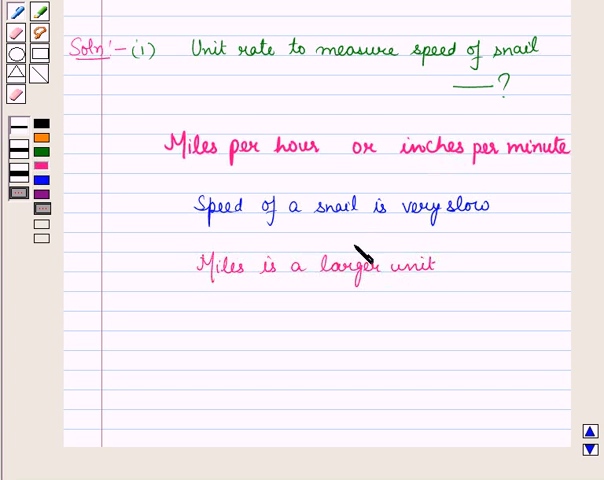 Soln:- (i) Unit rate to measure speed of snail
____?
Miles per hour or inches per minute
Speed of a snail is very slow
Miles is a larger unit